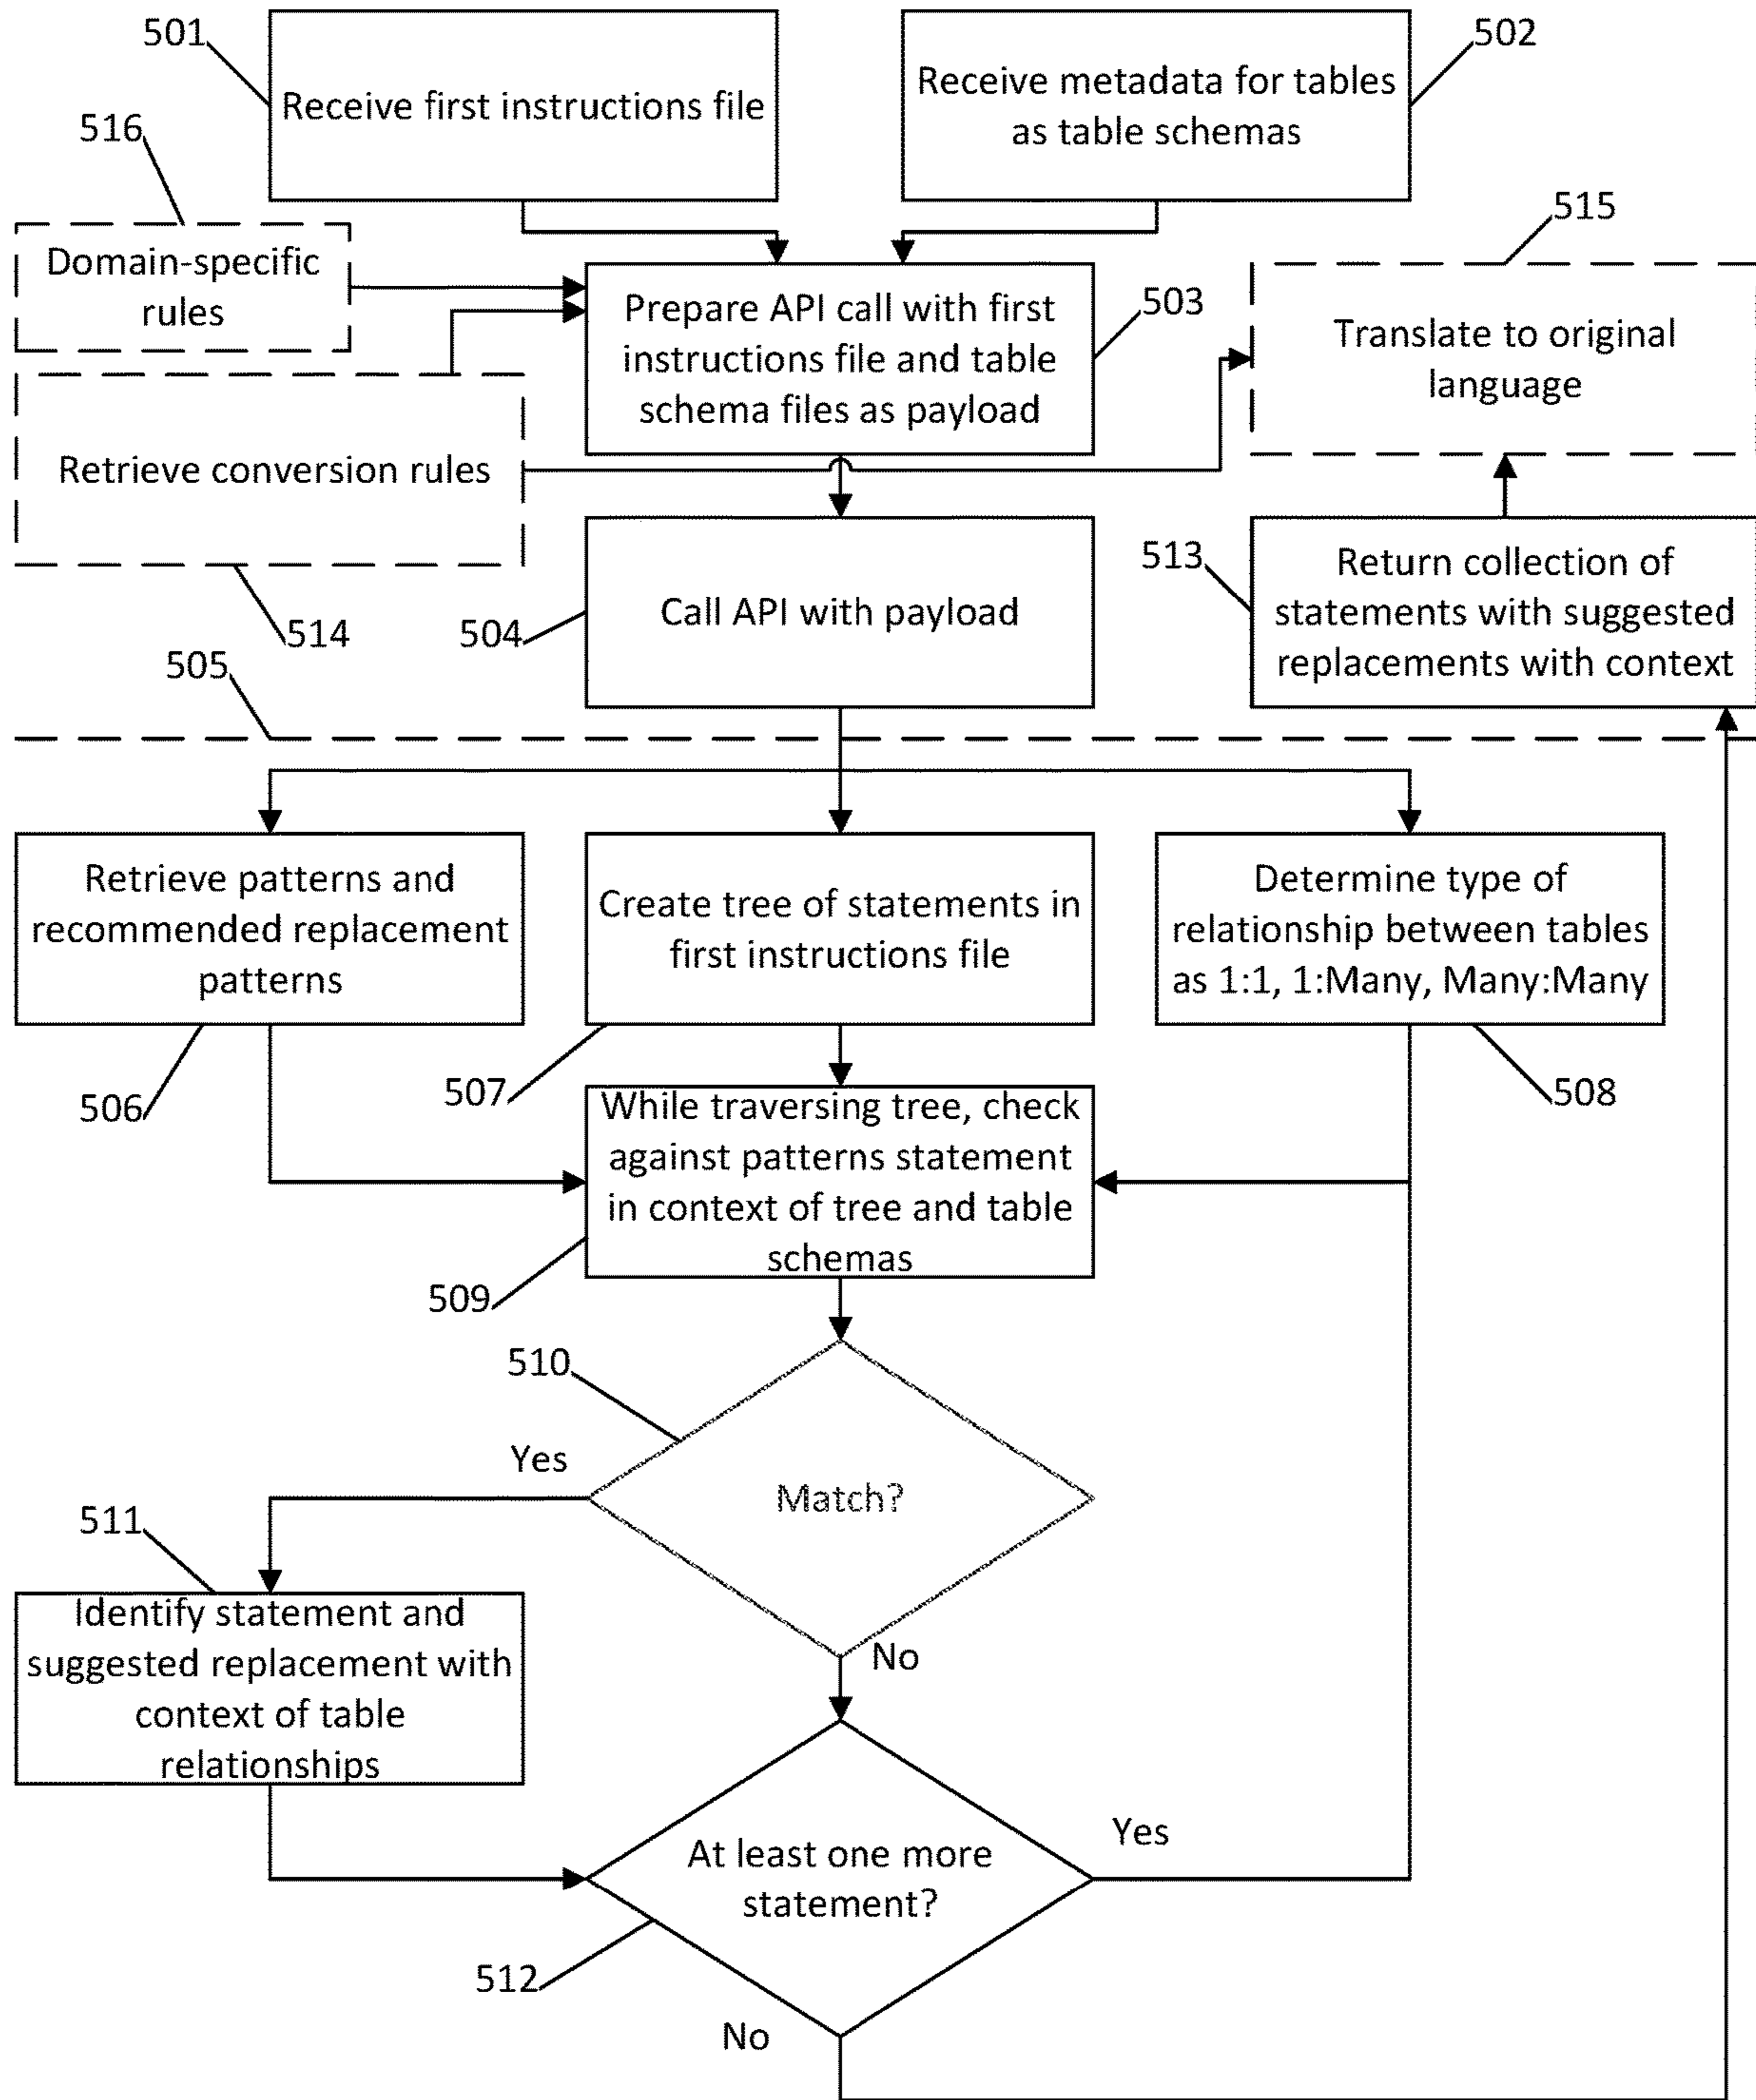 501
502
Receive first instructions file
Receive metadata for tables
as table schemas
516
515
Domain-specific
rules
Prepare API call with first
instructions file and table
schema files as payload
503
Translate to original
language
Retrieve conversion rules
514
504
Call API with payload
513
Return collection of
statements with suggested
replacements with context
505
Retrieve patterns and
recommended replacement
patterns
Create tree of statements in
first instructions file
Determine type of
relationship between tables
as 1:1, 1:Many, Many:Many
506
507
508
While traversing tree, check
against patterns statement
in context of tree and table
schemas
509
510
Yes
Match?
No
511
Identify statement and
suggested replacement with
context of table
relationships
At least one more
statement?
Yes
512
No